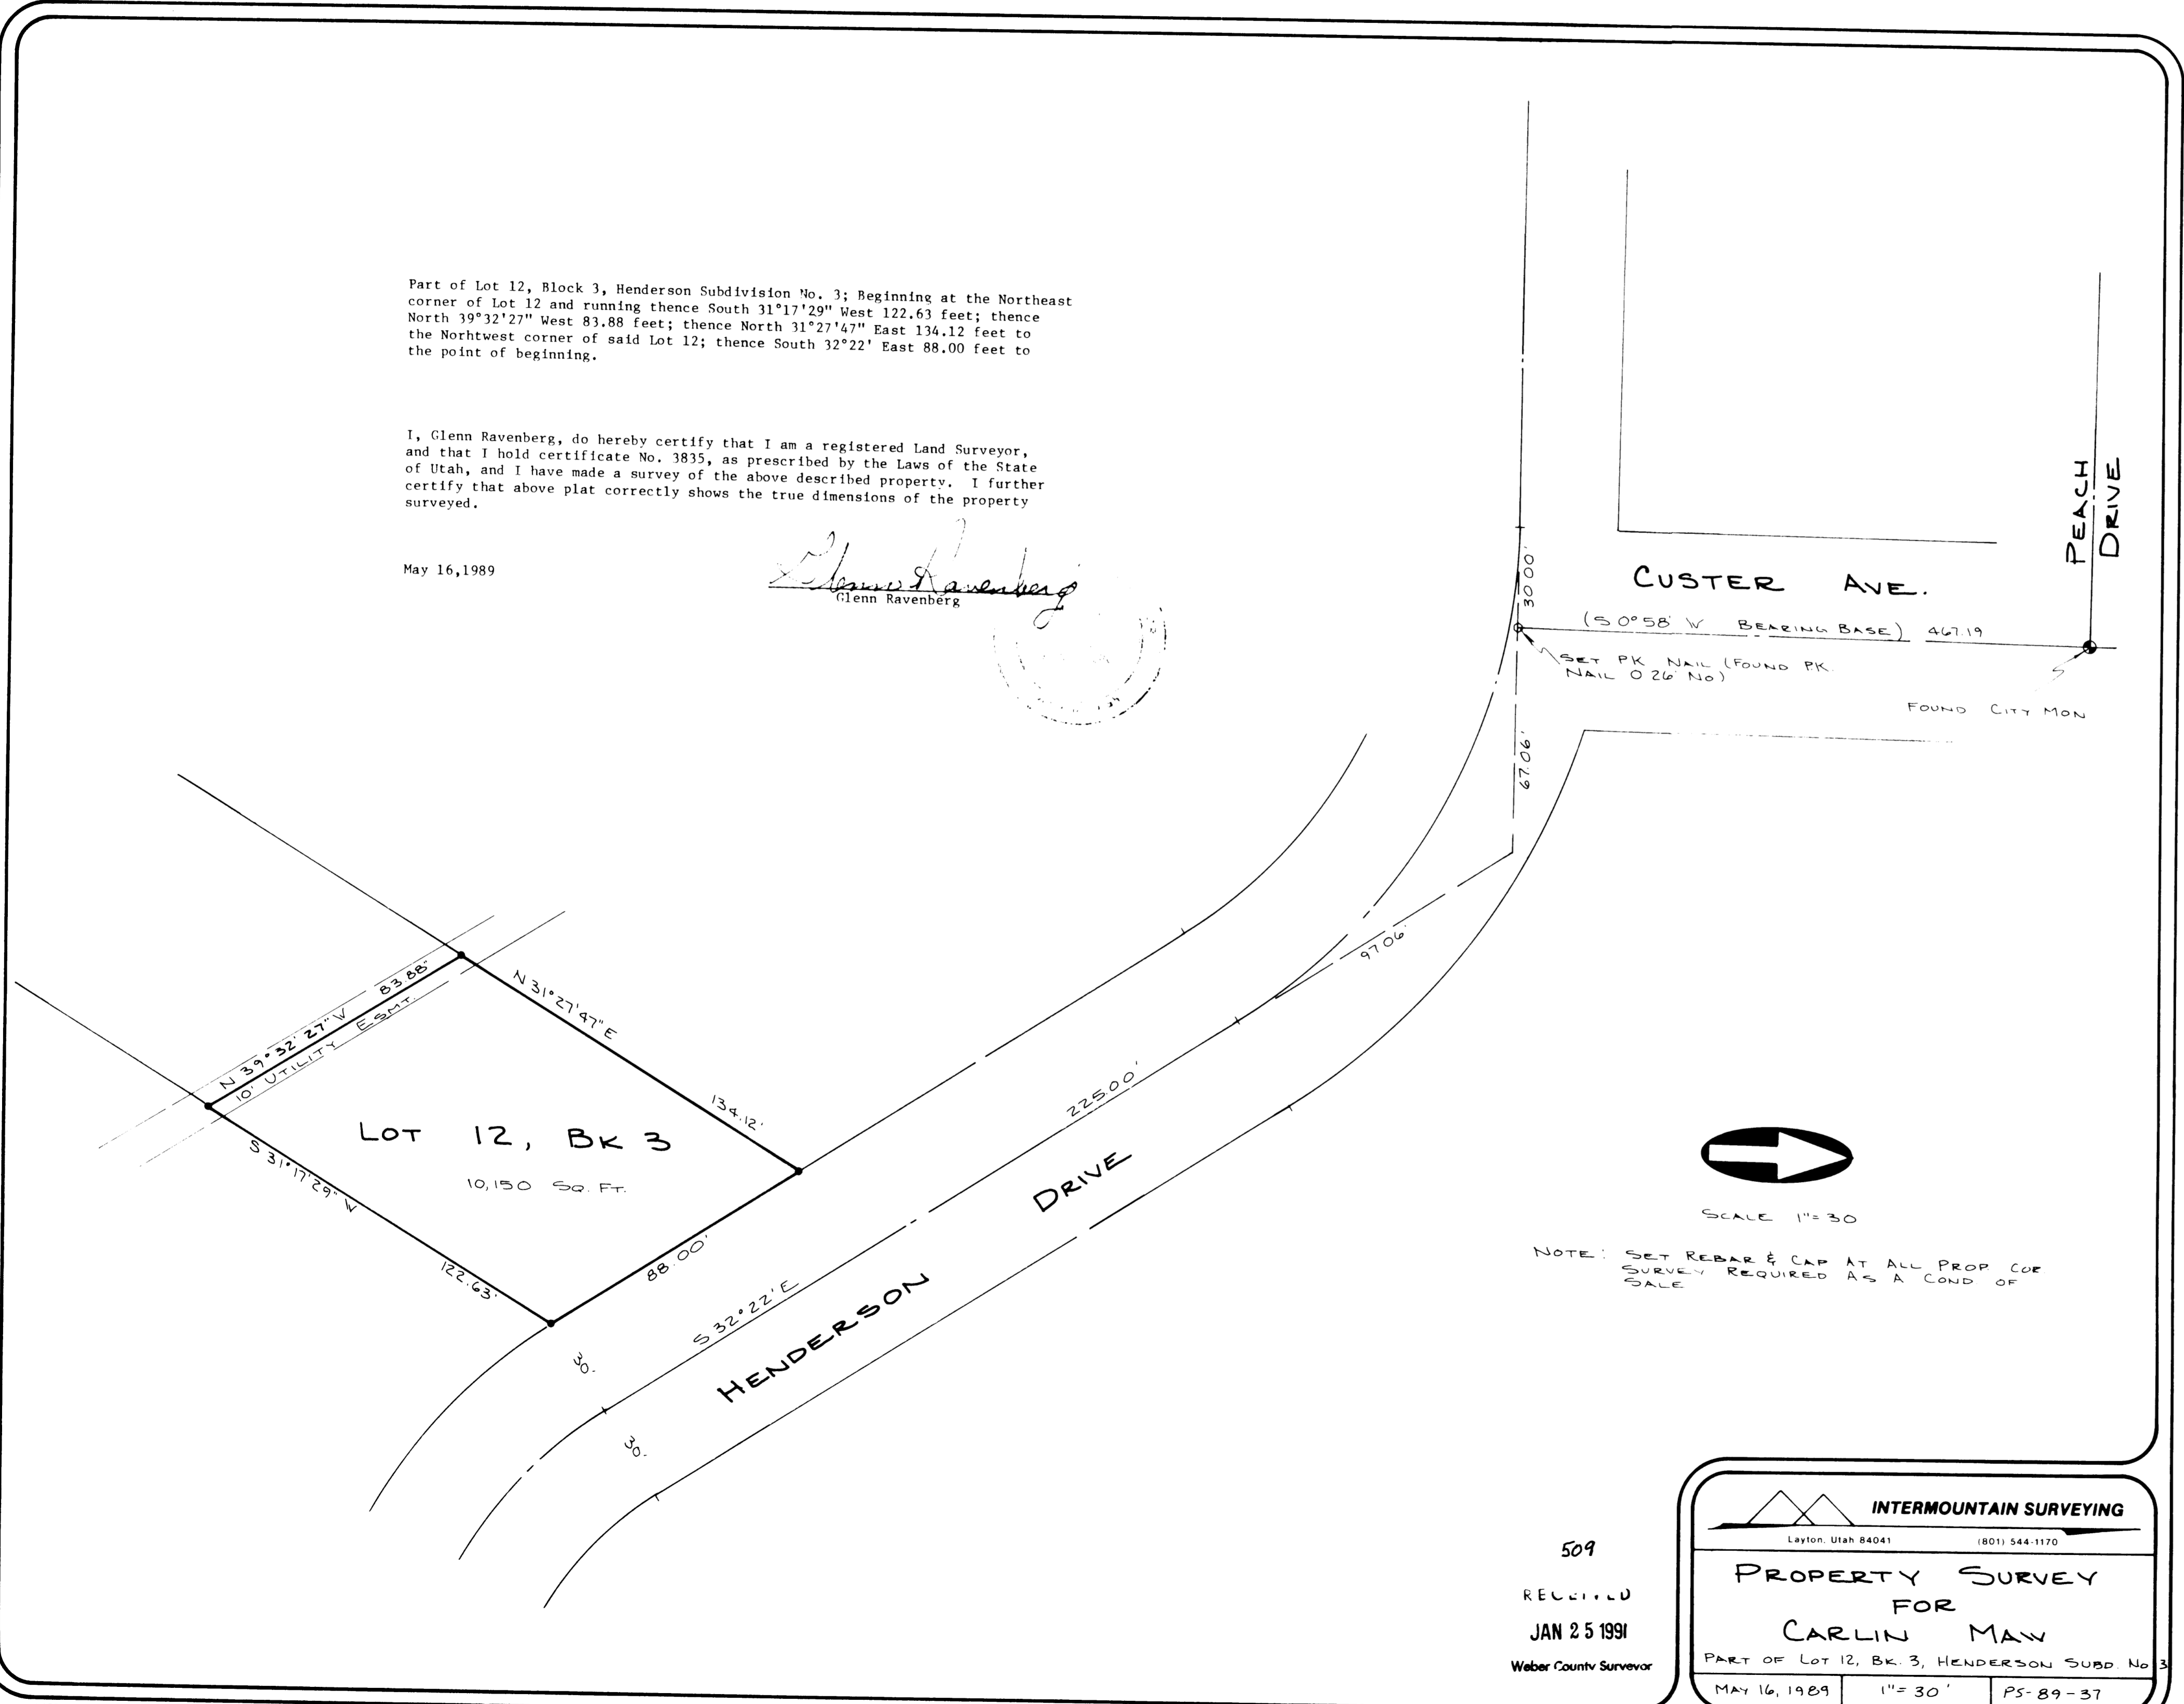 Part of Lot 12, Block 3, Henderson Subdivision No. 3; Beginning at the Northeast
corner of Lot 12 and running thence South 31°17'29" West 122.63 feet; thence
North 39°32'27" West 83.88 feet; thence North 31°27'47" East 134.12 feet to
the Norhtwest corner of said Lot 12; thence South 32°22' East 88.00 feet to
the point of beginning.
I, Glenn Ravenberg, do hereby certify that I am a registered Land Surveyor,
and that I hold certificate No. 3835, as prescribed by the Laws of the State
of Utah, and I have made a survey of the above described property.  I further
certify that above plat correctly shows the true dimensions of the property
surveyed.
May 16,1989
Glenn Ravenberg
Glenn Ravenberg
PEACH
DRIVE
CUSTER AVE.
30.00'
(S 0°58' W BEARING BASE) 467.19
SET PK NAIL (FOUND P.K.
NAIL 0.26' NO)
FOUND CITY MON
67.06'
97.06'
N 39°32'27" W 83.88'
10' UTILITY ESMT.
N 31°27'47" E
134.12'
LOT 12, BK 3
10,150 SQ. FT.
S 31°17'29" W
122.63'
88.00'
225.00'
S 32°22' E
HENDERSON DRIVE
30.
30.
SCALE 1"=30
NOTE: SET REBAR & CAP AT ALL PROP. COR
SURVEY REQUIRED AS A COND OF
SALE
509
RECEIVED
JAN 25 1991
Weber County Surveyor
INTERMOUNTAIN SURVEYING
Layton, Utah 84041 (801) 544-1170
PROPERTY SURVEY
FOR
CARLIN MAW
PART OF LOT 12, BK. 3, HENDERSON SUBD. NO 3
MAY 16, 1989 1"=30' PS-89-37